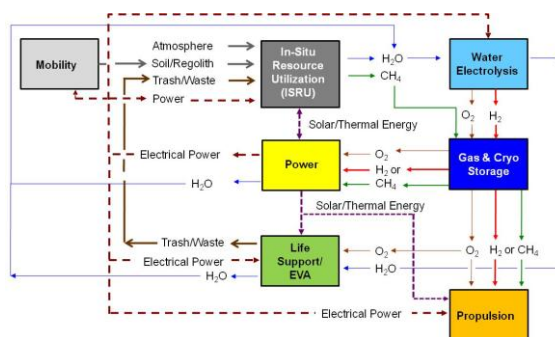 Mobility
Atmosphere
Soil/Regolith
Trash/Waste
Power
In-Situ
Resource
Utilization
(ISRU)
H₂O
CH₄
Water
Electrolysis
O₂
H₂
Solar/Thermal Energy
Electrical Power
Power
O₂
H₂ or
CH₄
Gas & Cryo
Storage
H₂O
Solar/Thermal Energy
Trash/Waste
Electrical Power
H₂O
Life
Support/
EVA
O₂
H₂O
O₂
H₂ or CH₄
Electrical Power
Propulsion